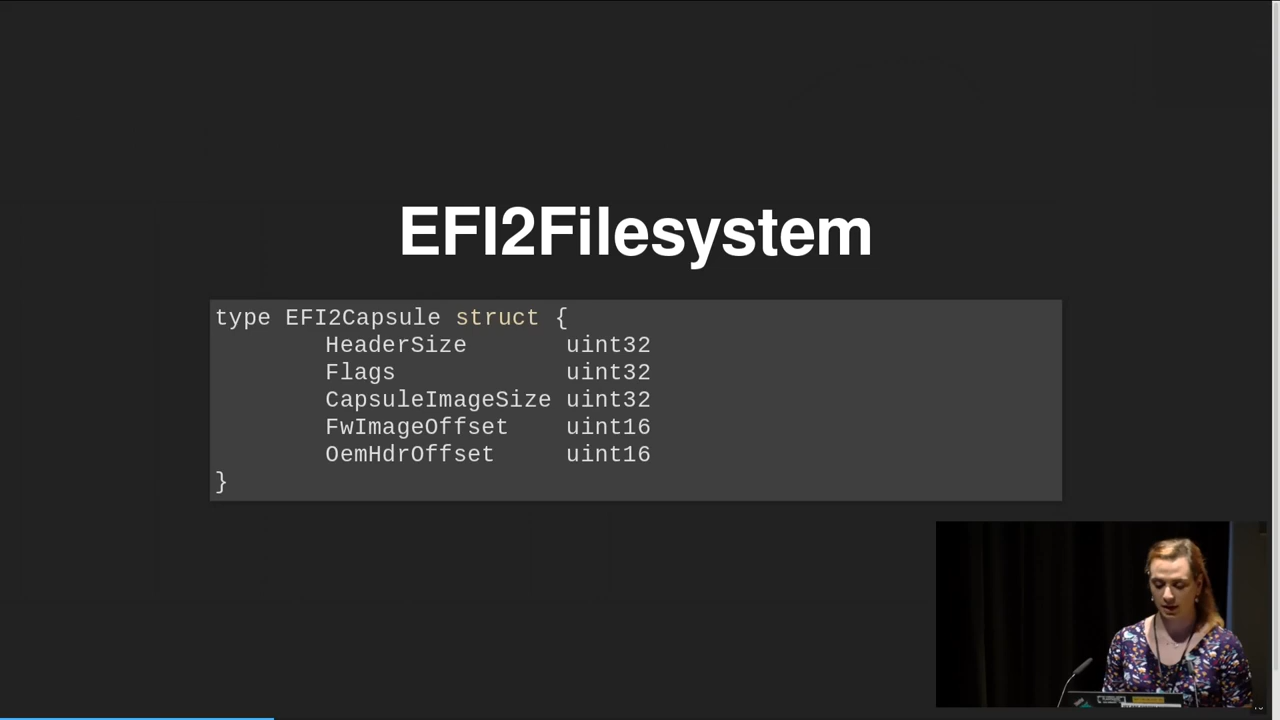 EFI2Filesystem
type EFI2Capsule struct {
HeaderSize uint32
Flags uint32
CapsuleImageSize uint32
FwImageOffset uint16
OemHdrOffset uint16
}